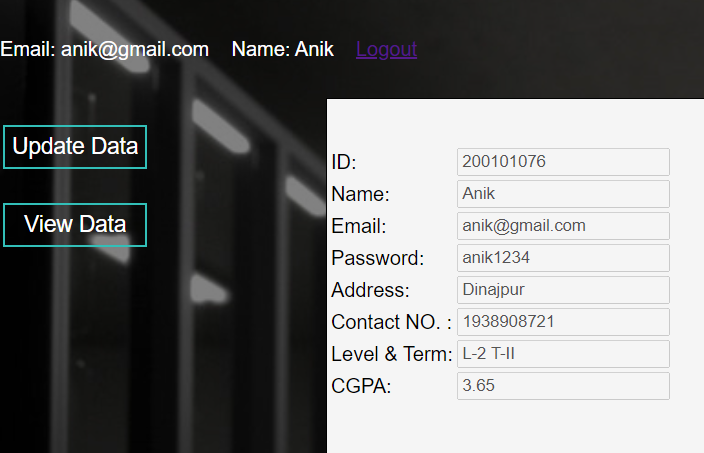 Email: anik@gmail.com Name: Anik Logout
Update Data
View Data
ID: 200101076
Name: Anik
Email: anik@gmail.com
Password: anik1234
Address: Dinajpur
Contact NO. : 1938908721
Level & Term: L-2 T-II
CGPA: 3.65